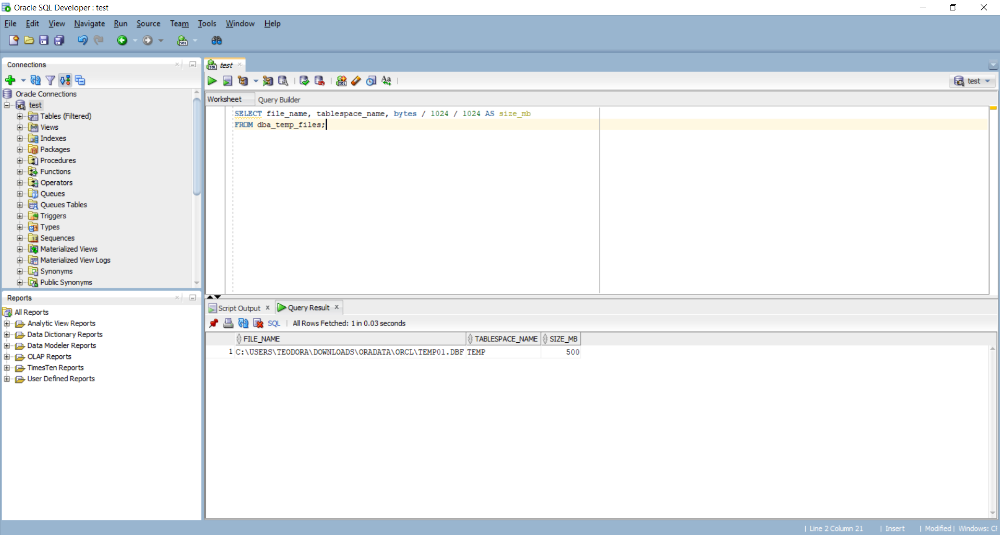 Oracle SQL Developer : test
File Edit View Navigate Run Source Team Tools Window Help
Connections
Oracle Connections
test
Tables (Filtered)
Views
Indexes
Packages
Procedures
Functions
Operators
Queues
Queues Tables
Triggers
Types
Sequences
Materialized Views
Materialized View Logs
Synonyms
Public Synonyms
Reports
All Reports
Analytic View Reports
Data Dictionary Reports
Data Modeler Reports
OLAP Reports
TimesTen Reports
User Defined Reports
test
test
Worksheet Query Builder
SELECT file_name, tablespace_name, bytes / 1024 / 1024 AS size_mb
FROM dba_temp_files;
Script Output Query Result
SQL All Rows Fetched: 1 in 0.03 seconds
FILE_NAME TABLESPACE_NAME SIZE_MB
1 C:\USERS\TEODORA\DOWNLOADS\ORADATA\ORCL\TEMP01.DBF TEMP 500
| Line 2 Column 21 | Insert | Modified | Windows: